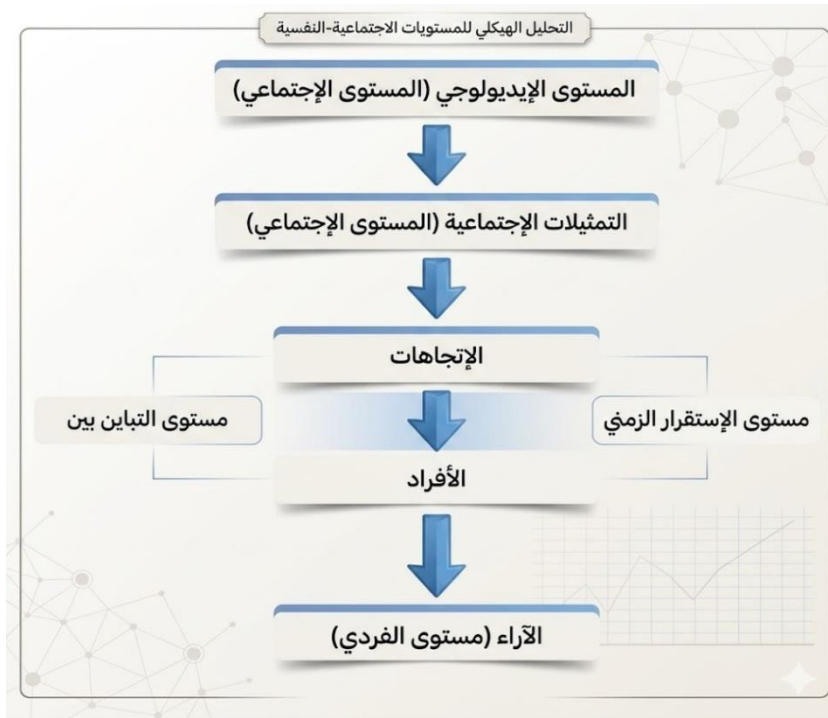 التحليل الهيكلي للمستويات الاجتماعية-النفسية
المستوى الإيديولوجي (المستوى الإجتماعي)
التمثيلات الإجتماعية (المستوى الإجتماعي)
الإتجاهات
مستوى الإستقرار الزمني
مستوى التباين بين
الأفراد
الآراء (مستوى الفردي)